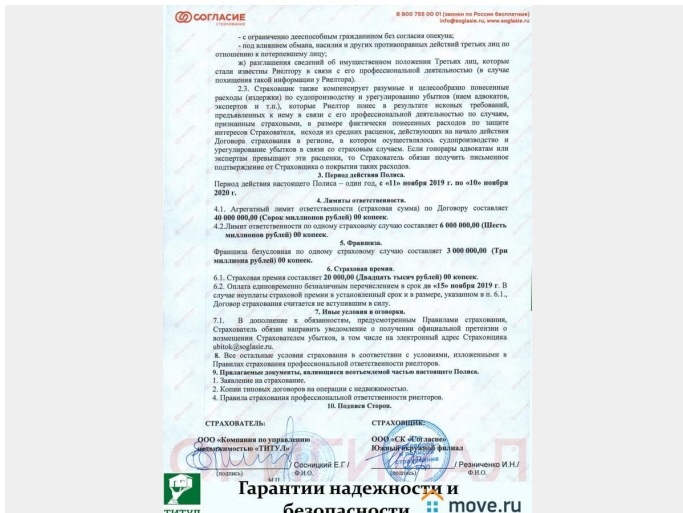 СОГЛАСИЕ
СТРАХОВАНИЕ
8 800 755 00 01 (звонок по России бесплатные)
info@soglasie.ru, www.soglasie.ru
- с ограниченно дееспособным гражданином без согласия опекуна;
- под влиянием обмана, насилия и других противоправных действий третьих лиц по
отношению к потерпевшему лицу;
ж) разглашения сведений об имущественном положении Третьих лиц, которые
стали известны Риелтору в связи с его профессиональной деятельностью (в случае
похищения такой информации у Риелтора).
2.3. Страховщик также компенсирует разумные и целесообразно понесенные
расходы (издержки) по судопроизводству и урегулированию убытков (наем адвокатов,
экспертов и т.п.), которые Риелтор понес в результате исковых требований,
предъявленных к нему в связи с его профессиональной деятельностью по случаям,
признанным страховыми, в размере фактически понесенных расходов по защите
интересов Страхователя, исходя из средних расценок, действующих на начало действия
Договора страхования в регионе, в котором осуществлялось судопроизводство и
урегулирование убытков в связи со страховым случаем. Если гонорары адвокатам или
экспертам превышают эти расценки, то Страхователь обязан получить письменное
подтверждение от Страховщика о покрытии таких расходов.
3. Период действия Полиса.
Период действия настоящего Полиса – один год, с «11» ноября 2019 г. по «10» ноября
2020 г.
4. Лимиты ответственности.
4.1. Агрегатный лимит ответственности (страховая сумма) по Договору составляет
40 000 000,00 (Сорок миллионов рублей) 00 копеек.
4.2.Лимит ответственности по одному страховому случаю составляет 6 000 000,00 (Шесть
миллионов рублей) 00 копеек.
5. Франшиза.
Франшиза безусловная по одному страховому случаю составляет 3 000 000,00 (Три
миллиона рублей) 00 копеек.
6. Страховая премия.
6.1. Страховая премия составляет 20 000,00 (Двадцать тысяч рублей) 00 копеек.
6.2. Оплата единовременно безналичным перечислением в срок до «15» ноября 2019 г. В
случае неуплаты страховой премии в установленный срок и в размере, указанном в п. 6.1.,
Договор страхования считается не вступившим в силу.
7. Иные условия и оговорки.
7.1. В дополнение к обязанностям, предусмотренным Правилами страхования,
Страхователь обязан направить уведомление о получении официальной претензии о
возмещении Страхователем убытков, в том числе на электронный адрес Страховщика
ubitok@soglasie.ru.
8. Все остальные условия страхования в соответствии с условиями, изложенными в
Правилах страхования профессиональной ответственности риелторов.
9. Прилагаемые документы, являющиеся неотъемлемой частью настоящего Полиса.
1. Заявление на страхование.
2. Копии типовых договоров на операции с недвижимостью.
4. Правила страхования профессиональной ответственности риелторов.
10. Подписи Сторон.
СТРАХОВАТЕЛЬ: СТРАХОВЩИК:
ООО «Компания по управлению ООО «СК «Согласие»
недвижимостью «ТИТУЛ» Южный окружной филиал
/ Сосницкий Е.Г / / Резниченко И.Н./
(подпись) Ф.И.О. (подпись) Ф.И.О.
М.П.
Гарантии надежности и
безопасности
ТИТУЛ
move.ru